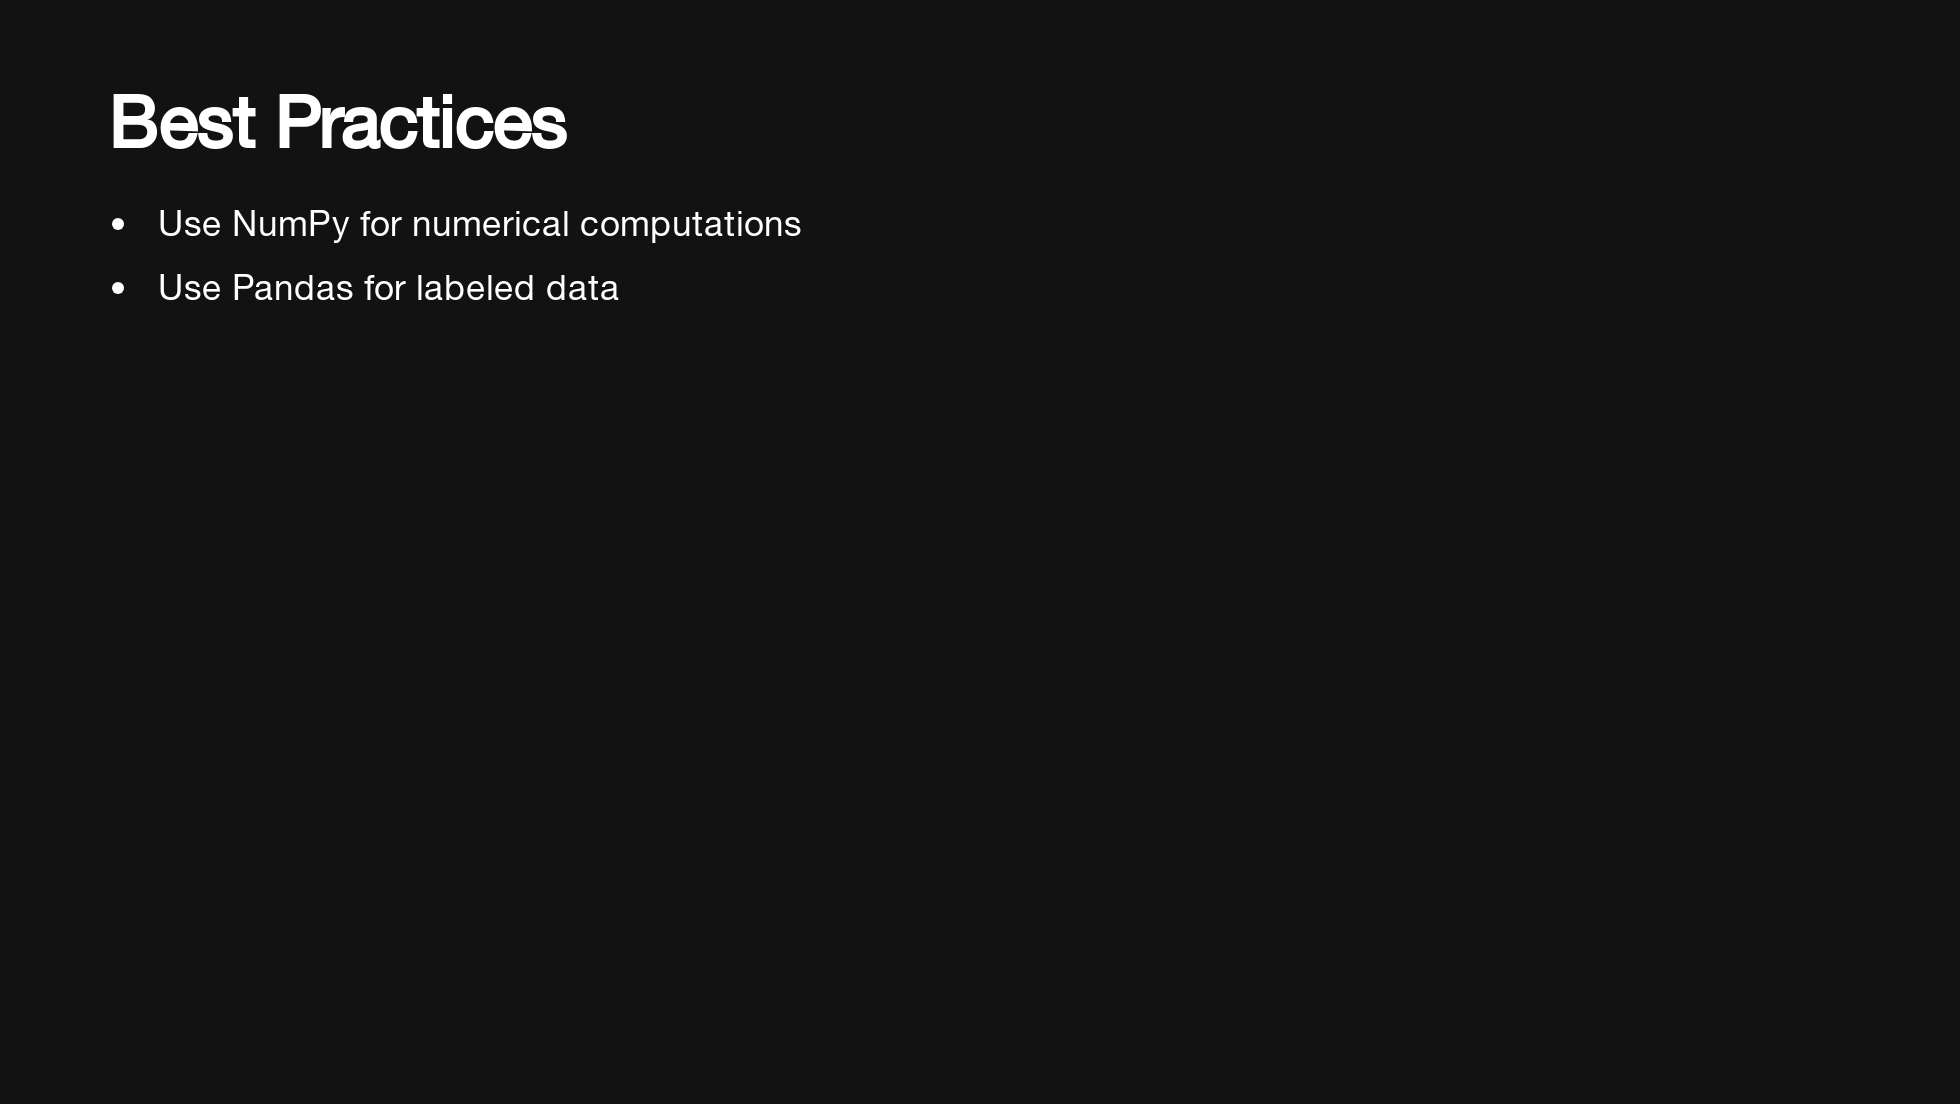 Best Practices
• Use NumPy for numerical computations
• Use Pandas for labeled data